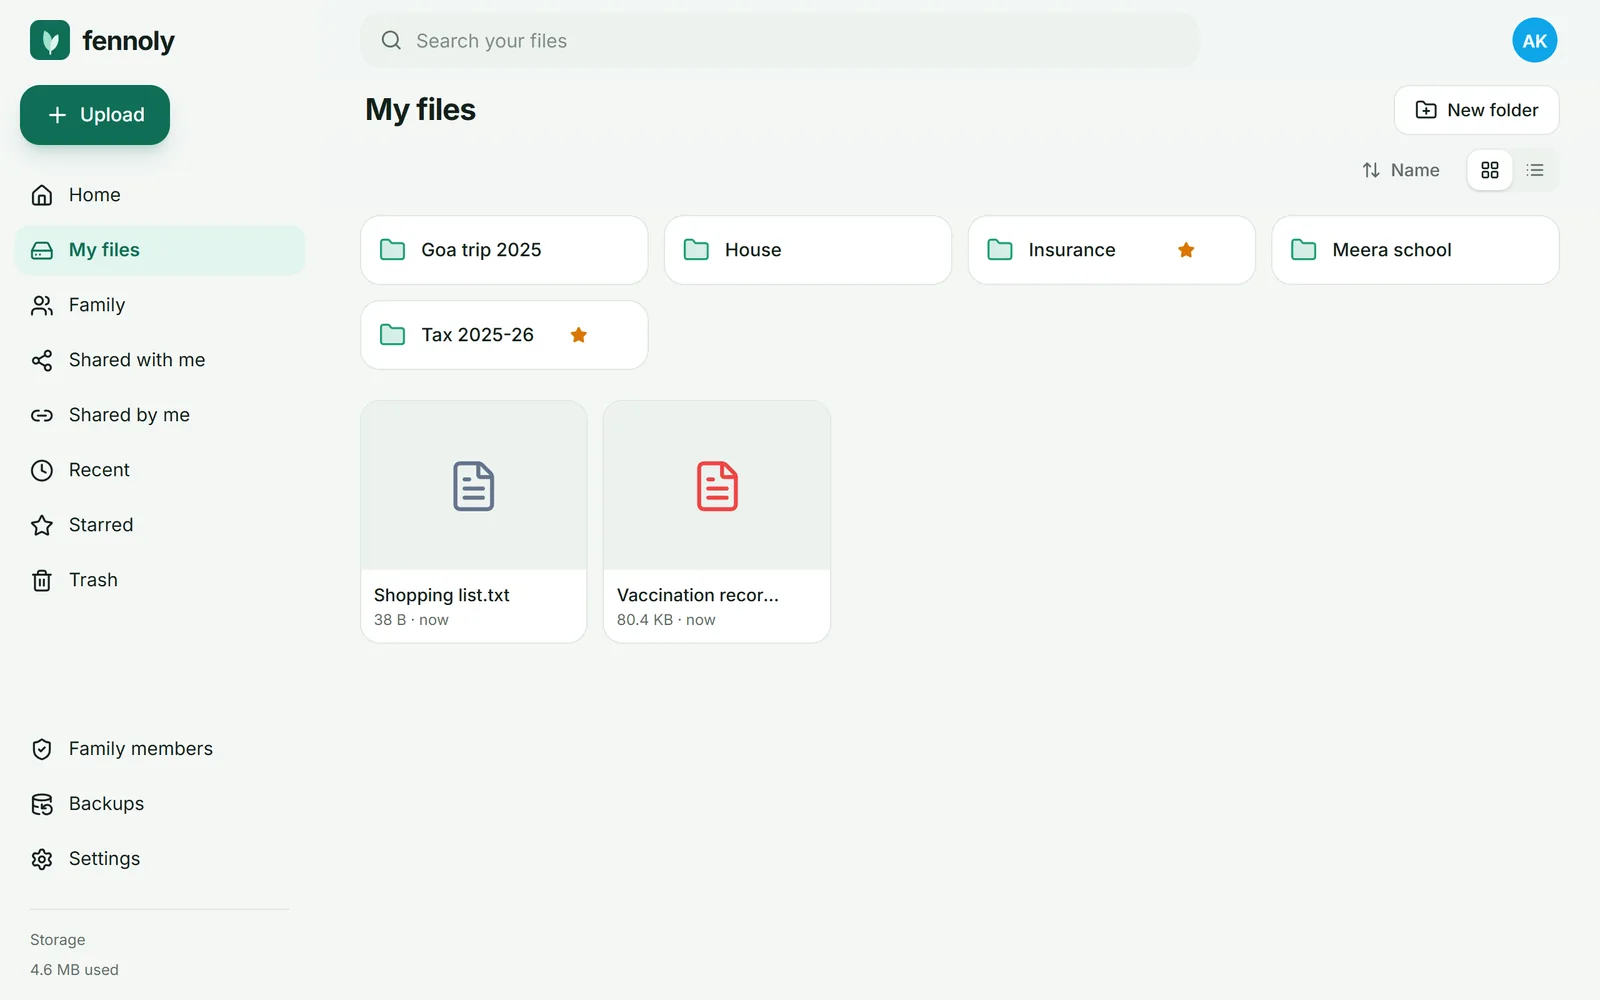 fennoly
Search your files
AK
Upload
My files
New folder
Name
Home
My files
Family
Shared with me
Shared by me
Recent
Starred
Trash
Goa trip 2025
House
Insurance
Meera school
Tax 2025-26
Shopping list.txt
38 B · now
Vaccination recor...
80.4 KB · now
Family members
Backups
Settings
Storage
4.6 MB used